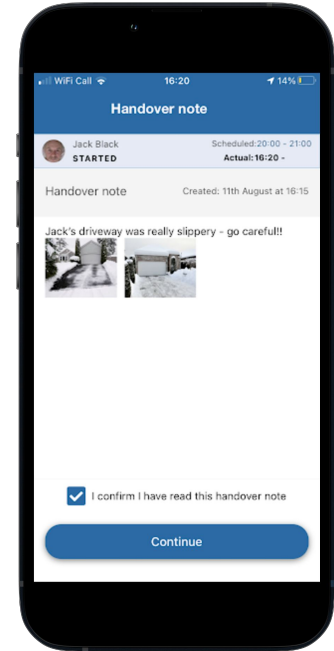 WiFi Call 16:20 14%
Handover note
Jack Black Scheduled:20:00 - 21:00
STARTED Actual:16:20 -
Handover note Created: 11th August at 16:15
Jack's driveway was really slippery - go careful!!
I confirm I have read this handover note
Continue